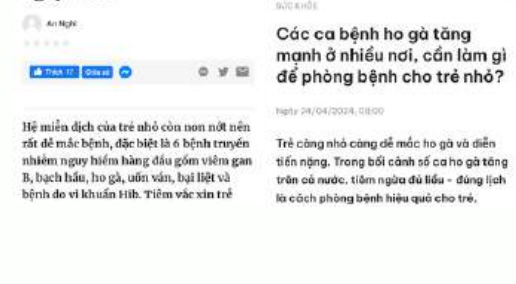 An Nghi
Thích 17
Chia sẻ
Hệ miễn dịch của trẻ nhỏ còn non nớt nên
rất dễ mắc bệnh, đặc biệt là 6 bệnh truyền
nhiễm nguy hiểm hàng đầu gồm viêm gan
B, bạch hầu, ho gà, uốn ván, bại liệt và
bệnh do vi khuẩn Hib. Tiêm vắc xin trễ
SỨC KHỎE
Các ca bệnh ho gà tăng
mạnh ở nhiều nơi, cần làm gì
để phòng bệnh cho trẻ nhỏ?
Ngày 24/04/2024, 08:00
Trẻ càng nhỏ càng dễ mắc ho gà và diễn
tiến nặng. Trong bối cảnh số ca ho gà tăng
trên cả nước, tiêm ngừa đủ liều - đúng lịch
là cách phòng bệnh hiệu quả cho trẻ.